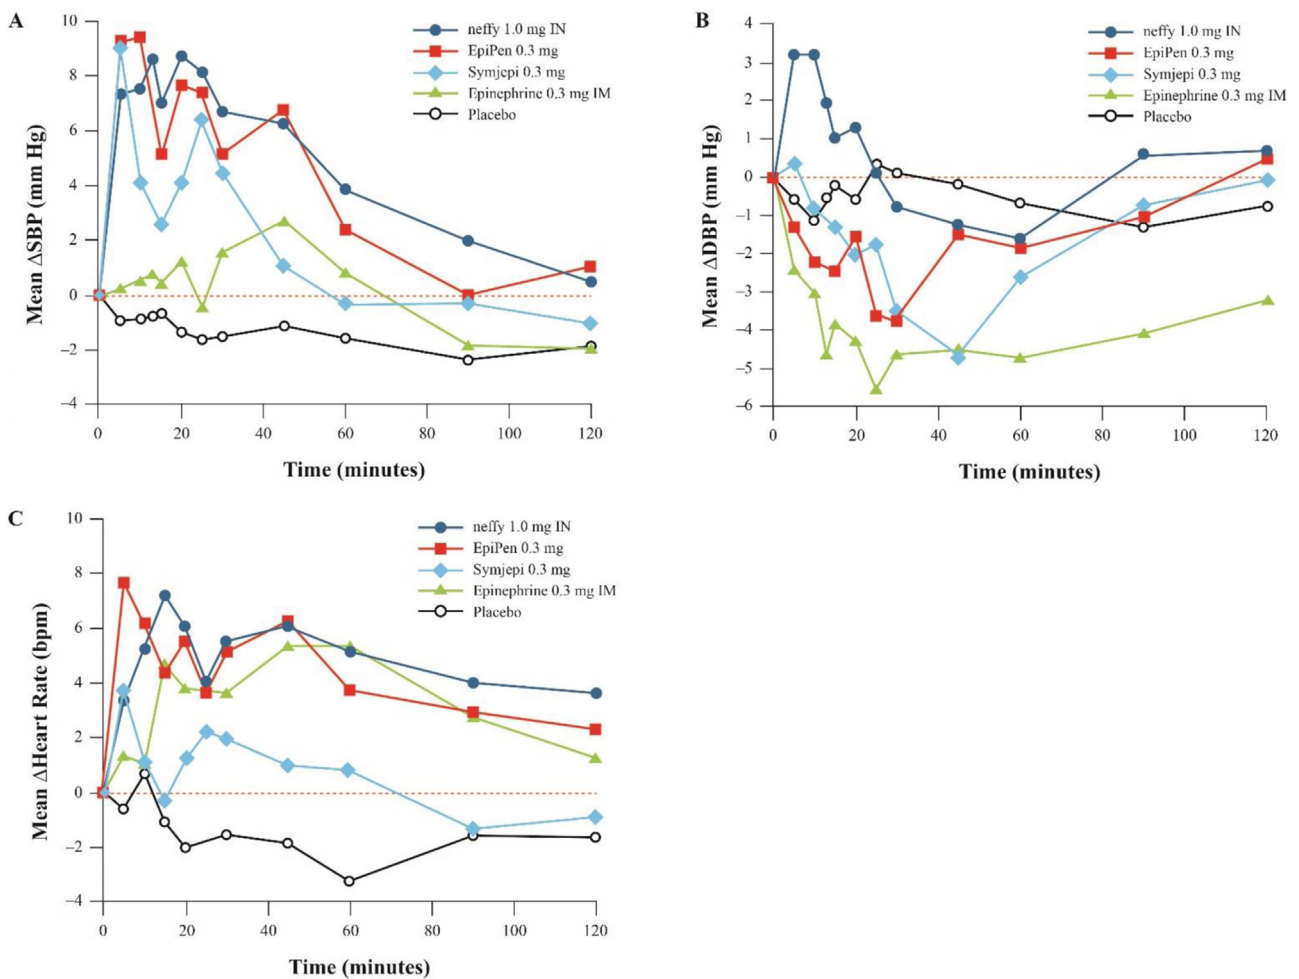 A
10
8
6
4
2
0
–2
–4
Mean ΔSBP (mm Hg)
neffy 1.0 mg IN
EpiPen 0.3 mg
Symjepi 0.3 mg
Epinephrine 0.3 mg IM
Placebo
0
20
40
60
80
100
120
Time (minutes)
B
4
3
2
1
0
–1
–2
–3
–4
–5
–6
Mean ΔDBP (mm Hg)
neffy 1.0 mg IN
EpiPen 0.3 mg
Symjepi 0.3 mg
Epinephrine 0.3 mg IM
Placebo
0
20
40
60
80
100
120
Time (minutes)
C
10
8
6
4
2
0
–2
–4
Mean ΔHeart Rate (bpm)
neffy 1.0 mg IN
EpiPen 0.3 mg
Symjepi 0.3 mg
Epinephrine 0.3 mg IM
Placebo
0
20
40
60
80
100
120
Time (minutes)